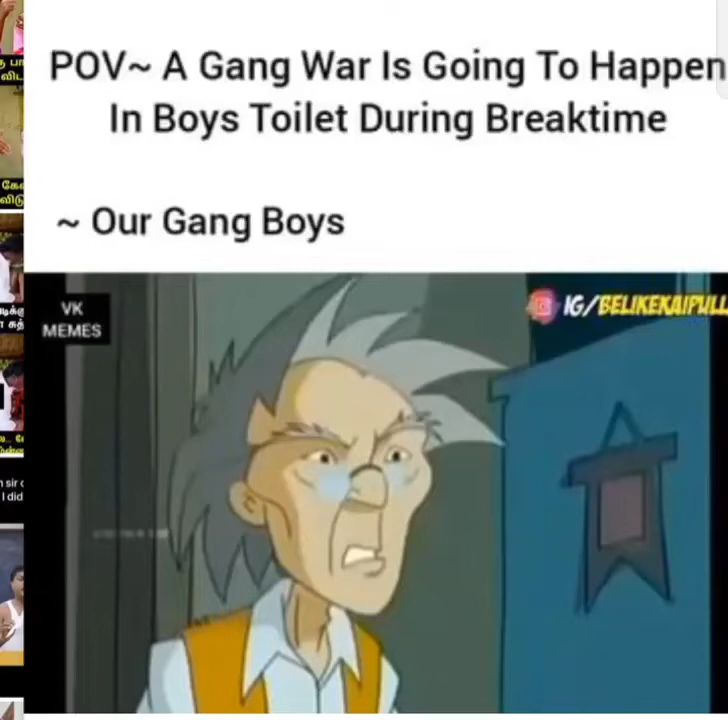 POV~ A Gang War Is Going To Happen
In Boys Toilet During Breaktime
~ Our Gang Boys
VK
MEMES
IG/BELIKEKAIPULL